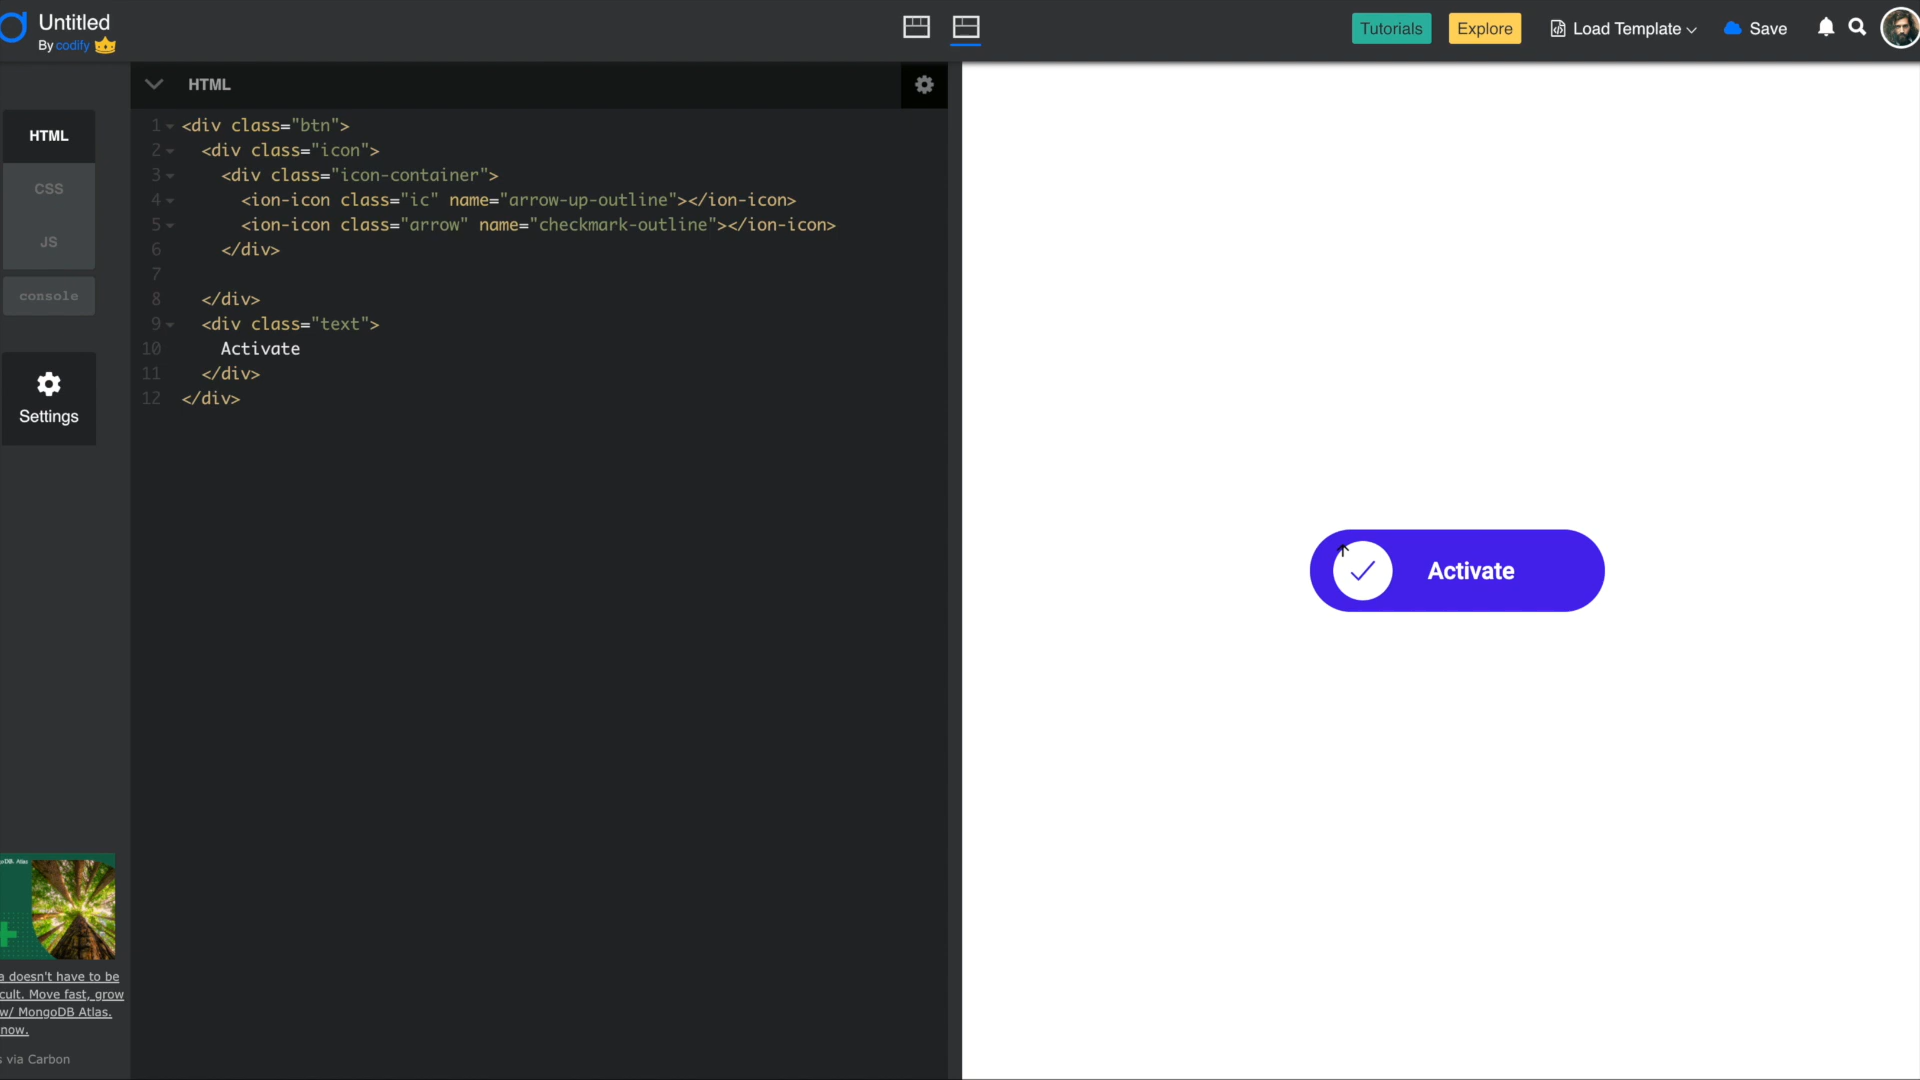 Untitled
By codify
Tutorials
Explore
Load Template
Save
HTML
HTML
CSS
JS
console
Settings
1 <div class="btn">
2 <div class="icon">
3 <div class="icon-container">
4 <ion-icon class="ic" name="arrow-up-outline"></ion-icon>
5 <ion-icon class="arrow" name="checkmark-outline"></ion-icon>
6 </div>
7
8 </div>
9 <div class="text">
10 Activate
11 </div>
12 </div>
Activate
Atlas
a doesn't have to be
cult. Move fast, grow
w/ MongoDB Atlas.
now.
s via Carbon